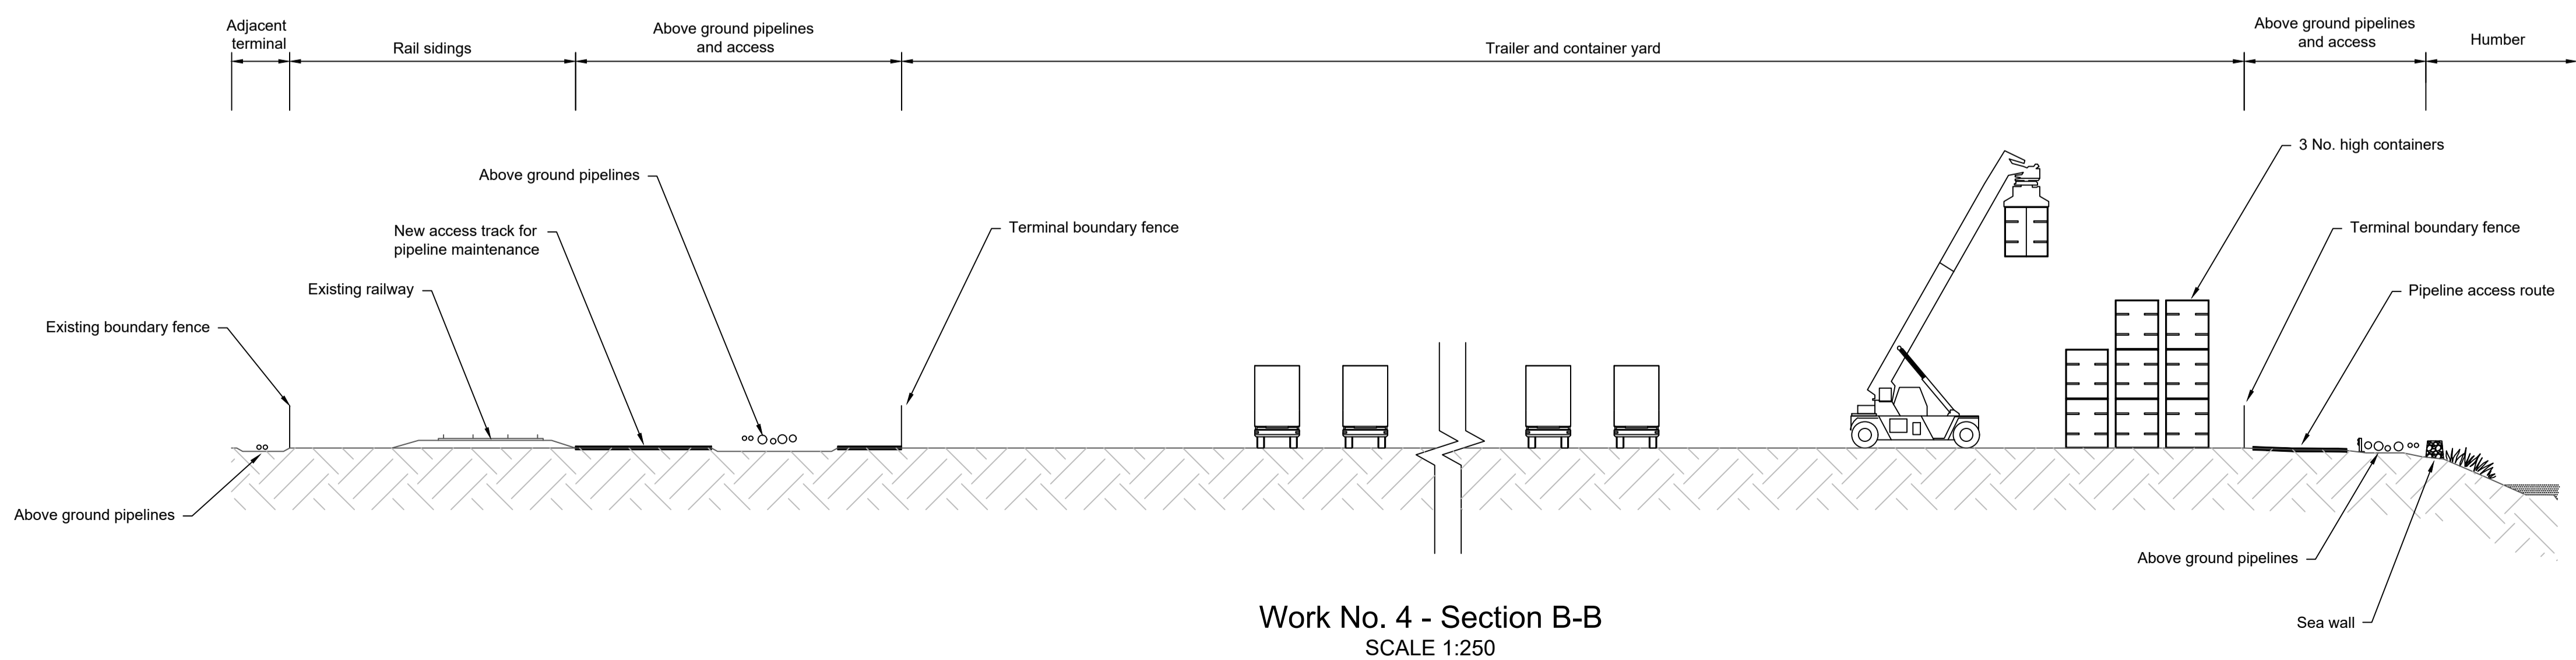 Adjacent
terminal
Rail sidings
Above ground pipelines
and access
Trailer and container yard
Above ground pipelines
and access
Humber
3 No. high containers
Above ground pipelines
New access track for
pipeline maintenance
Terminal boundary fence
Terminal boundary fence
Existing railway
Pipeline access route
Existing boundary fence
Above ground pipelines
Above ground pipelines
Sea wall
Work No. 4 - Section B-B
SCALE 1:250